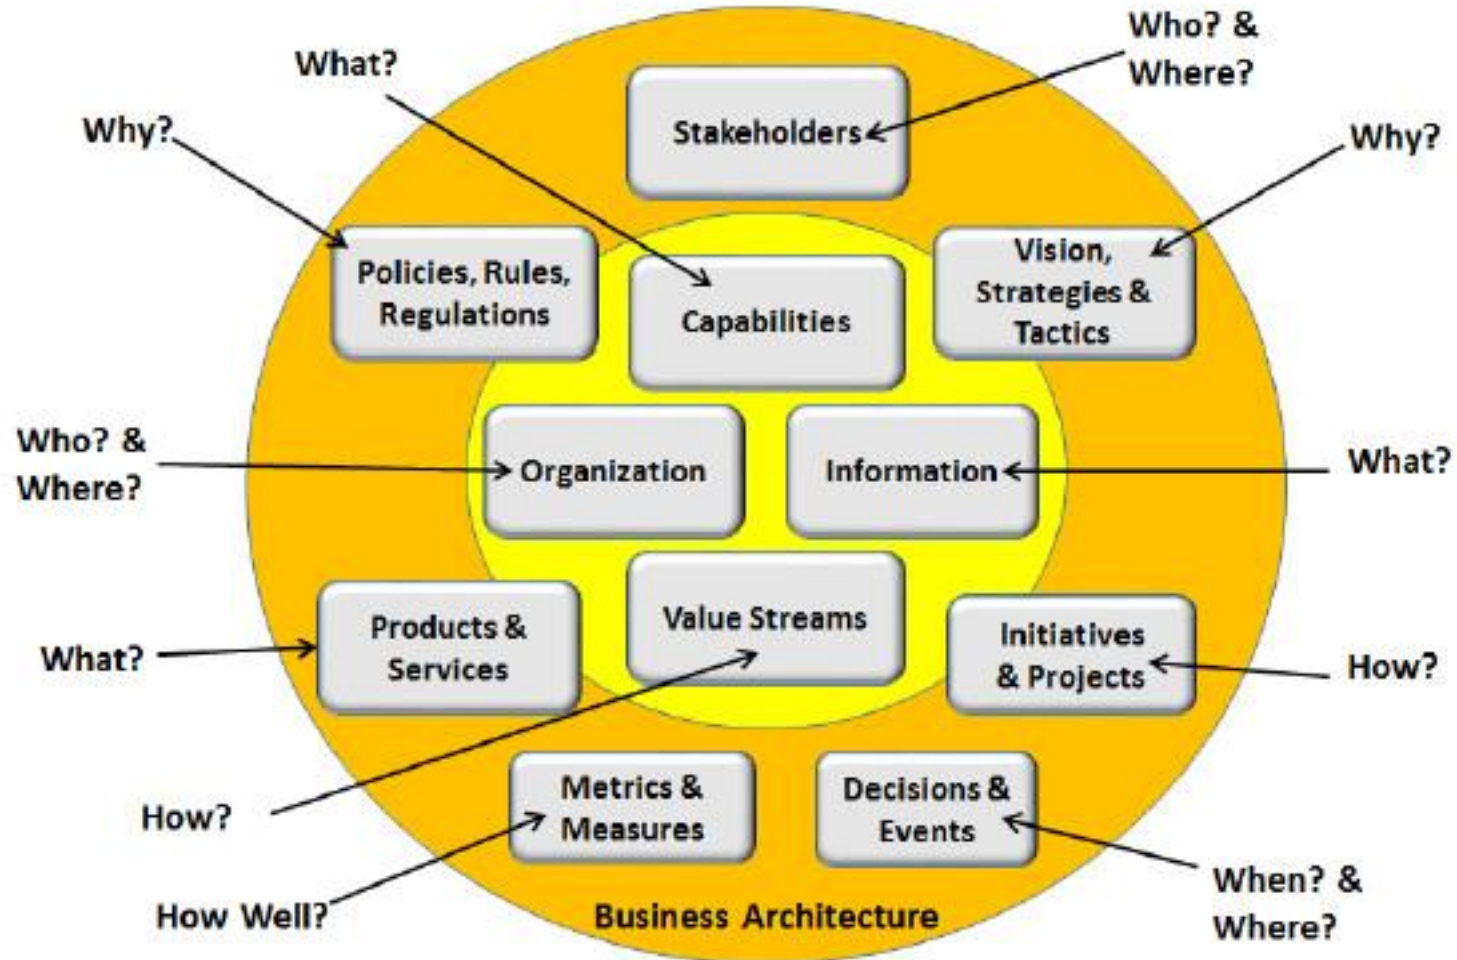 Who? &
Where?
What?
Why?
Stakeholders
Why?
Policies, Rules,
Regulations
Capabilities
Vision,
Strategies &
Tactics
Who? &
Where?
Organization
Information
What?
What?
Products &
Services
Value Streams
Initiatives
& Projects
How?
How?
Metrics &
Measures
Decisions &
Events
How Well?
Business Architecture
When? &
Where?